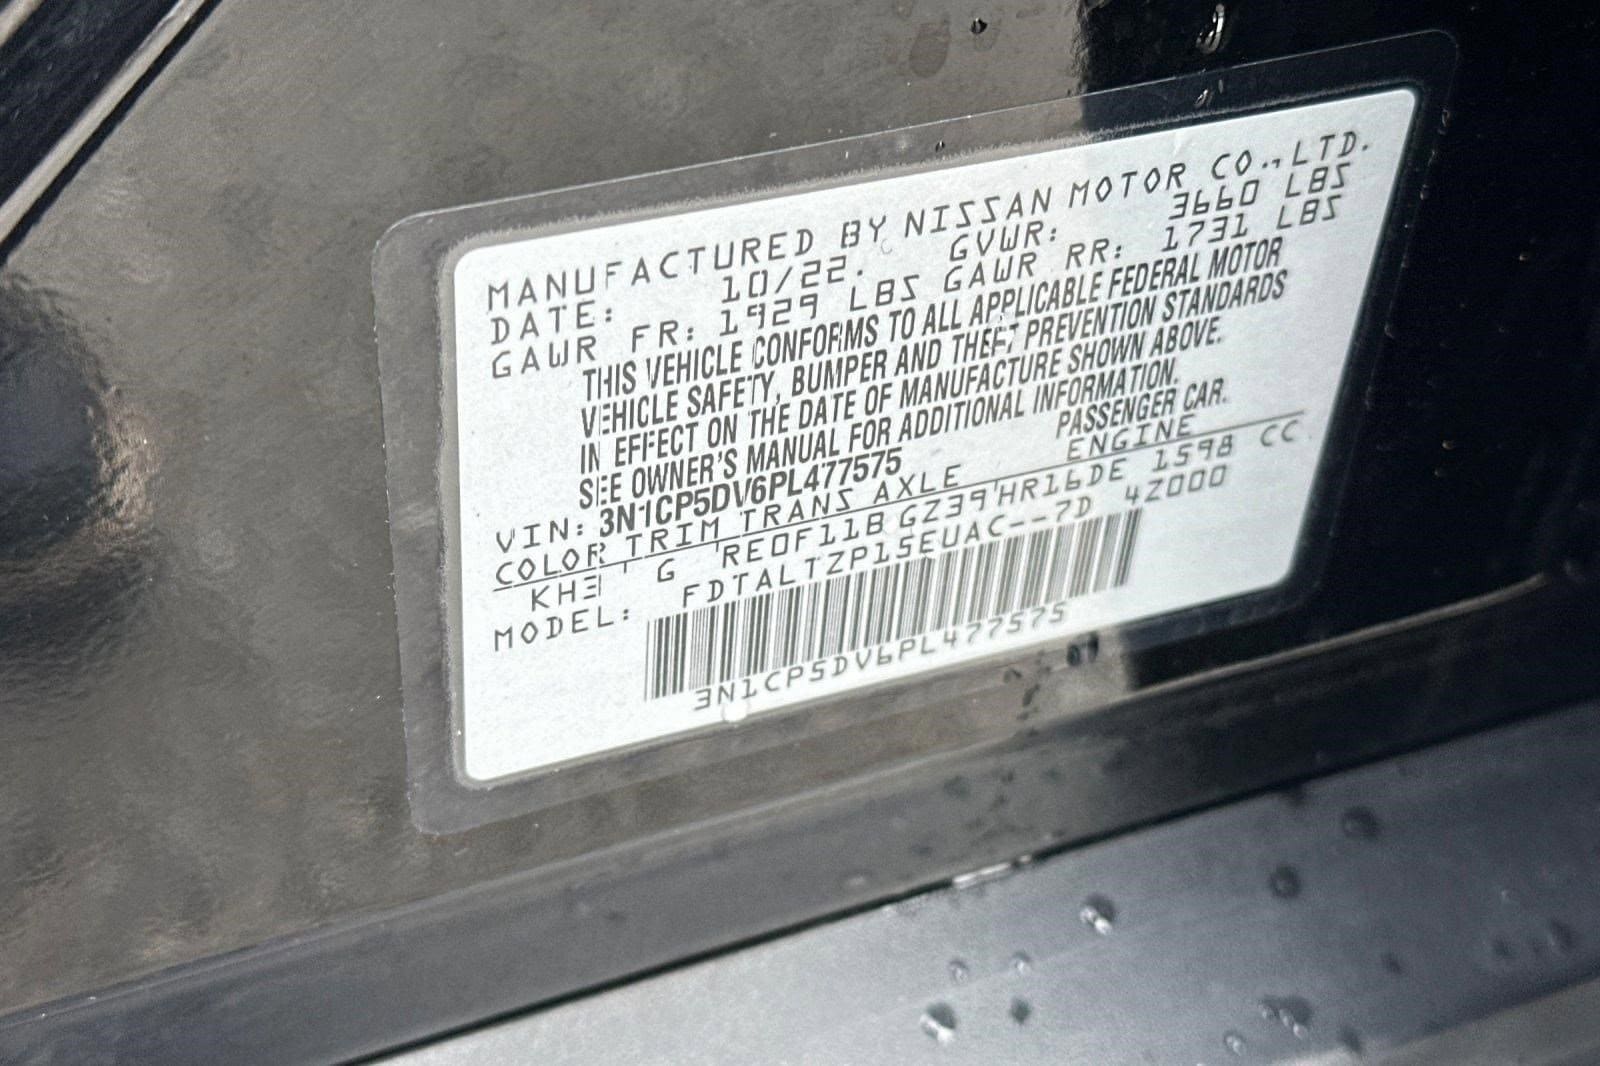 MANUFACTURED BY NISSAN MOTOR CO., LTD.
DATE: 10/22. GVWR: 3660 LBS
GAWR FR: 1929 LBS GAWR RR: 1731 LBS
THIS VEHICLE CONFORMS TO ALL APPLICABLE FEDERAL MOTOR
VEHICLE SAFETY, BUMPER AND THEFT PREVENTION STANDARDS
IN EFFECT ON THE DATE OF MANUFACTURE SHOWN ABOVE.
SEE OWNER'S MANUAL FOR ADDITIONAL INFORMATION.
VIN: 3N1CP5DV6PL477575 PASSENGER CAR.
COLOR TRIM TRANS AXLE ENGINE
KH3 G RE0F11B GZ39 HR16DE 1598 CC
MODEL: FDTALTZP15EUAC--7D 4Z000
3N1CP5DV6PL477575